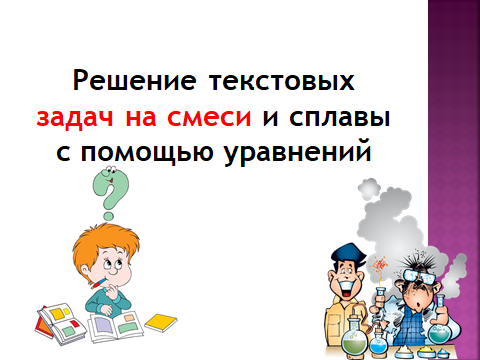 Решение текстовых
задач на смеси и сплавы
с помощью уравнений
?